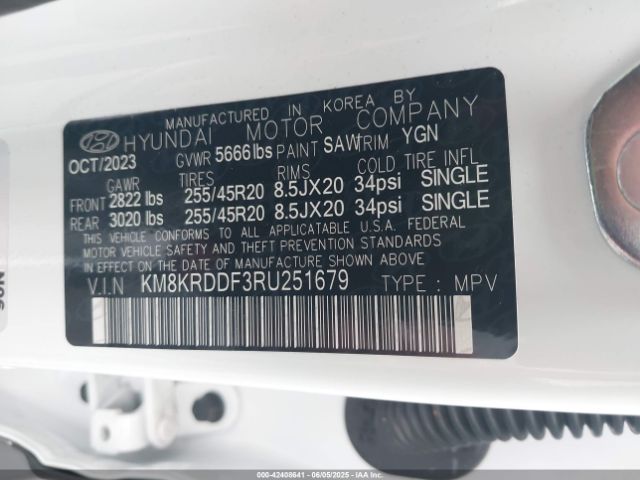 MANUFACTURED IN KOREA BY
HYUNDAI MOTOR COMPANY
OCT/2023 GVWR 5666 lbs PAINT SAW TRIM YGN
GAWR TIRES RIMS COLD TIRE INFL
FRONT 2822 lbs 255/45R20 8.5JX20 34psi SINGLE
REAR 3020 lbs 255/45R20 8.5JX20 34psi SINGLE
THIS VEHICLE CONFORMS TO ALL APPLICABLE U.S.A. FEDERAL
MOTOR VEHICLE SAFETY AND THEFT PREVENTION STANDARDS
IN EFFECT ON THE DATE OF MANUFACTURE SHOWN ABOVE
V.I.N KM8KRDDF3RU251679 TYPE : MPV
000-42408641 - 06/05/2025 - IAAI.COM